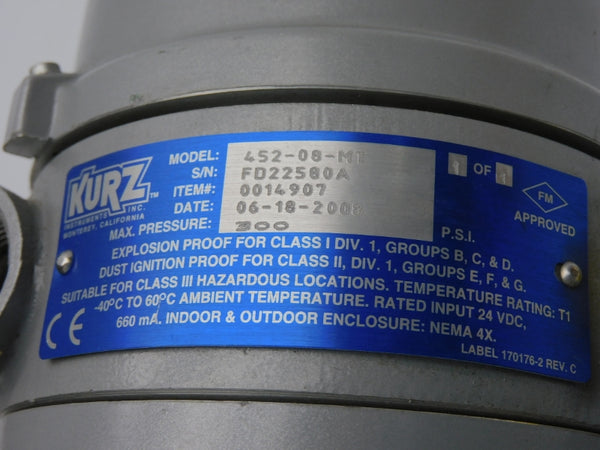 KURZ™
INSTRUMENTS INC.
MONTEREY, CALIFORNIA
MODEL: 452-08-MT
S/N: FD22580A
ITEM#: 0014907
DATE: 06-18-2008
MAX. PRESSURE: 300 P.S.I.
1 OF 1
FM
APPROVED
EXPLOSION PROOF FOR CLASS I DIV. 1, GROUPS B, C, & D.
DUST IGNITION PROOF FOR CLASS II, DIV. 1, GROUPS E, F, & G.
SUITABLE FOR CLASS III HAZARDOUS LOCATIONS. TEMPERATURE RATING: T1
-40°C TO 60°C AMBIENT TEMPERATURE. RATED INPUT 24 VDC,
660 mA. INDOOR & OUTDOOR ENCLOSURE: NEMA 4X.
CE
LABEL 170176-2 REV. C